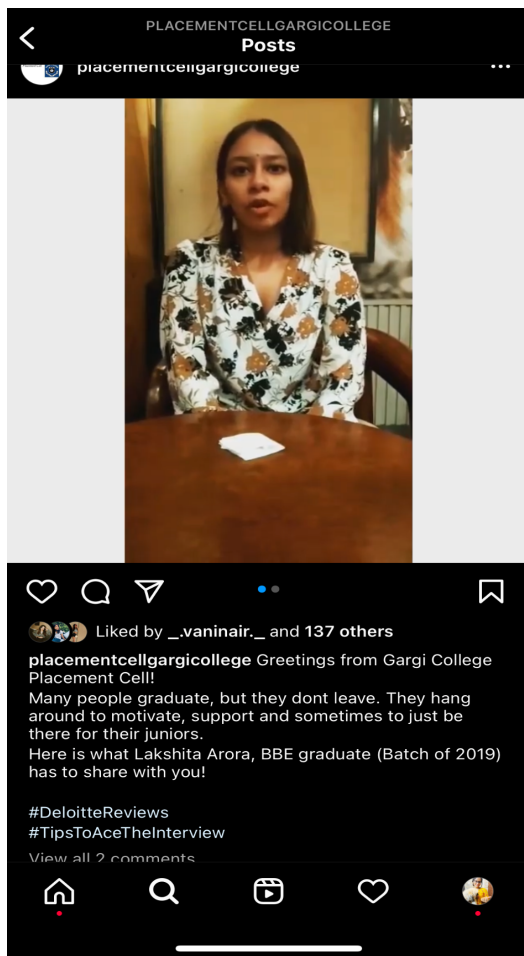 PLACEMENTCELLGARGICOLLEGE
Posts
placementcellgargicollege
Liked by _.vaninair._ and 137 others
placementcellgargicollege Greetings from Gargi College
Placement Cell!
Many people graduate, but they dont leave. They hang
around to motivate, support and sometimes to just be
there for their juniors.
Here is what Lakshita Arora, BBE graduate (Batch of 2019)
has to share with you!
#DeloitteReviews
#TipsToAceTheInterview
View all 2 comments